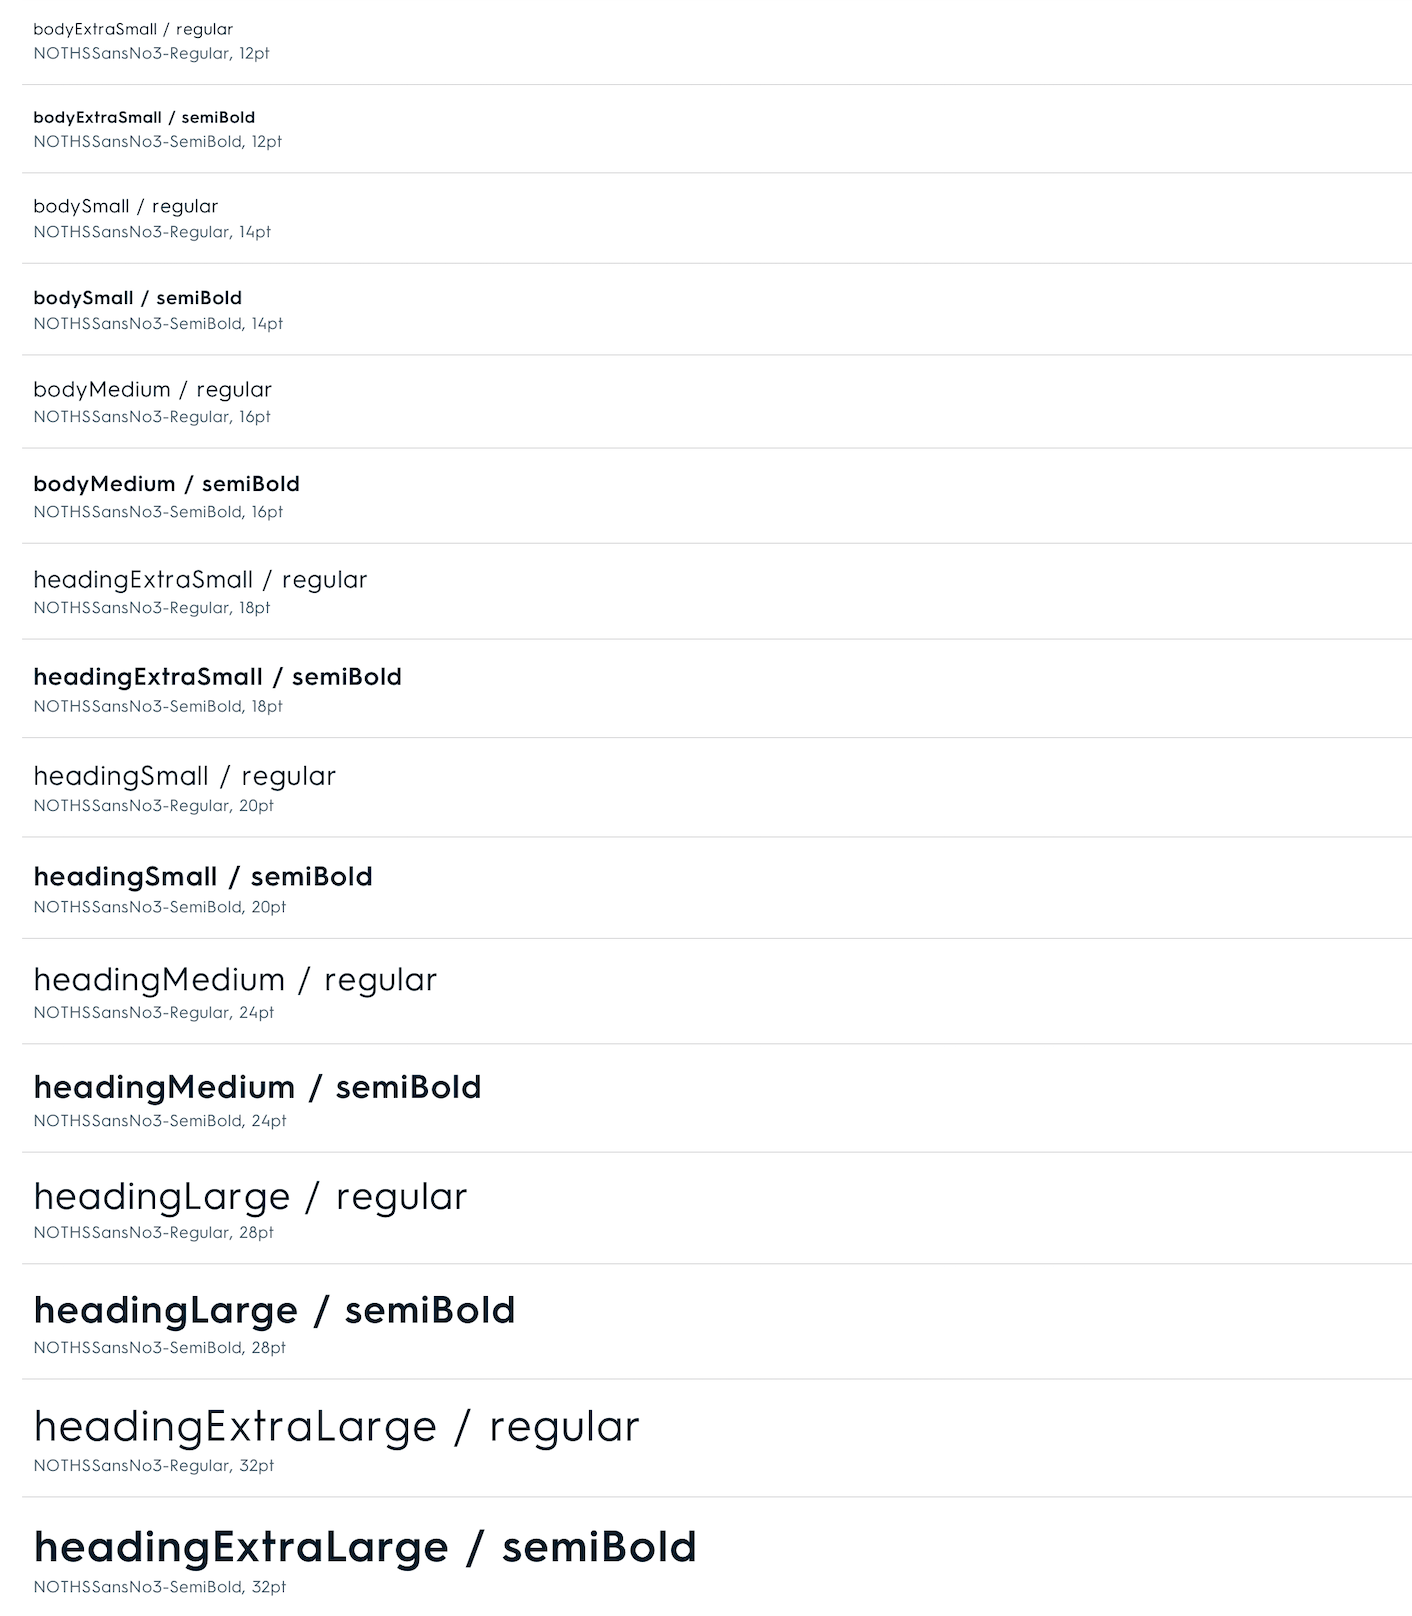 bodyExtraSmall / regular
NOTHSSansNo3-Regular, 12pt
bodyExtraSmall / semiBold
NOTHSSansNo3-SemiBold, 12pt
bodySmall / regular
NOTHSSansNo3-Regular, 14pt
bodySmall / semiBold
NOTHSSansNo3-SemiBold, 14pt
bodyMedium / regular
NOTHSSansNo3-Regular, 16pt
bodyMedium / semiBold
NOTHSSansNo3-SemiBold, 16pt
headingExtraSmall / regular
NOTHSSansNo3-Regular, 18pt
headingExtraSmall / semiBold
NOTHSSansNo3-SemiBold, 18pt
headingSmall / regular
NOTHSSansNo3-Regular, 20pt
headingSmall / semiBold
NOTHSSansNo3-SemiBold, 20pt
headingMedium / regular
NOTHSSansNo3-Regular, 24pt
headingMedium / semiBold
NOTHSSansNo3-SemiBold, 24pt
headingLarge / regular
NOTHSSansNo3-Regular, 28pt
headingLarge / semiBold
NOTHSSansNo3-SemiBold, 28pt
headingExtraLarge / regular
NOTHSSansNo3-Regular, 32pt
headingExtraLarge / semiBold
NOTHSSansNo3-SemiBold, 32pt